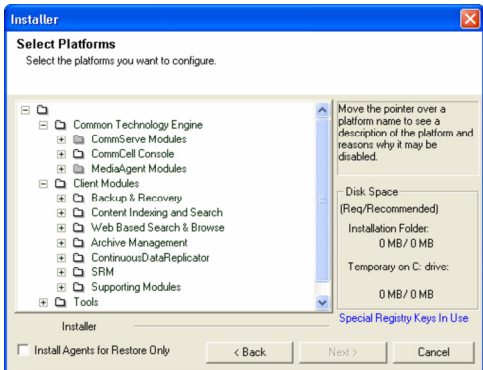 Installer
Select Platforms
Select the platforms you want to configure.
Common Technology Engine
CommServe Modules
CommCell Console
MediaAgent Modules
Client Modules
Backup & Recovery
Content Indexing and Search
Web Based Search & Browse
Archive Management
ContinuousDataReplicator
SRM
Supporting Modules
Tools
Move the pointer over a
platform name to see a
description of the platform and
reasons why it may be
disabled.
Disk Space
(Req/Recommended)
Installation Folder:
0 MB/ 0 MB
Temporary on C: drive:
0 MB/ 0 MB
Special Registry Keys In Use
Installer
Install Agents for Restore Only
< Back
Next >
Cancel